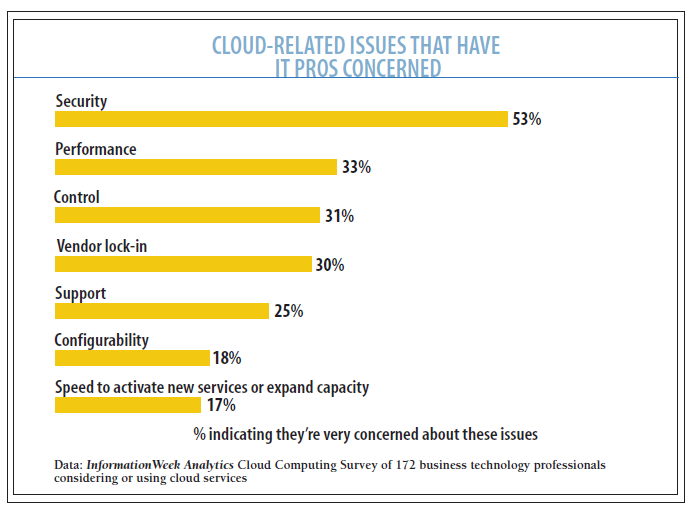 CLOUD-RELATED ISSUES THAT HAVE
IT PROS CONCERNED
Security
53%
Performance
33%
Control
31%
Vendor lock-in
30%
Support
25%
Configurability
18%
Speed to activate new services or expand capacity
17%
% indicating they're very concerned about these issues
Data: InformationWeek Analytics Cloud Computing Survey of 172 business technology professionals
considering or using cloud services